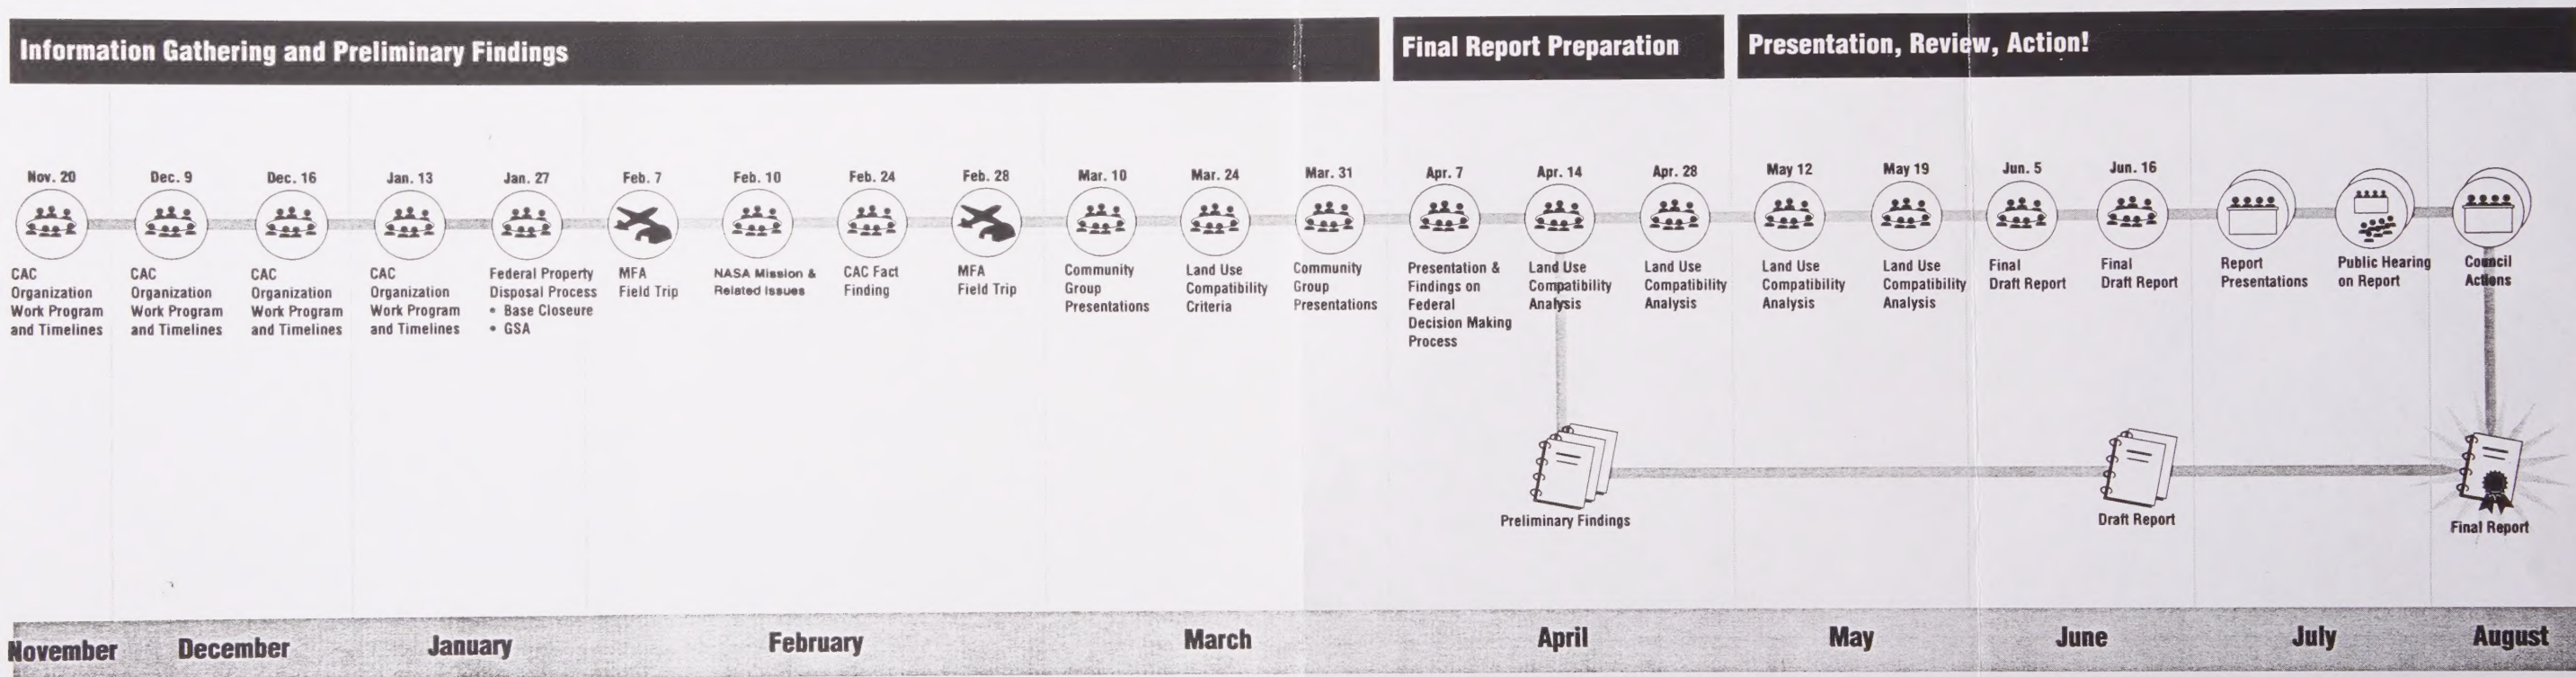 Information Gathering and Preliminary Findings
Final Report Preparation
Presentation, Review, Action!
Nov. 20
CAC
Organization
Work Program
and Timelines
Dec. 9
CAC
Organization
Work Program
and Timelines
Dec. 16
CAC
Organization
Work Program
and Timelines
Jan. 13
CAC
Organization
Work Program
and Timelines
Jan. 27
Federal Property
Disposal Process
• Base Closeure
• GSA
Feb. 7
MFA
Field Trip
Feb. 10
NASA Mission &
Related Issues
Feb. 24
CAC Fact
Finding
Feb. 28
MFA
Field Trip
Mar. 10
Community
Group
Presentations
Mar. 24
Land Use
Compatibility
Criteria
Mar. 31
Community
Group
Presentations
Apr. 7
Presentation &
Findings on
Federal
Decision Making
Process
Apr. 14
Land Use
Compatibility
Analysis
Apr. 28
Land Use
Compatibility
Analysis
May 12
Land Use
Compatibility
Analysis
May 19
Land Use
Compatibility
Analysis
Jun. 5
Final
Draft Report
Jun. 16
Final
Draft Report
Report
Presentations
Public Hearing
on Report
Council
Actions
Preliminary Findings
Draft Report
Final Report
November
December
January
February
March
April
May
June
July
August